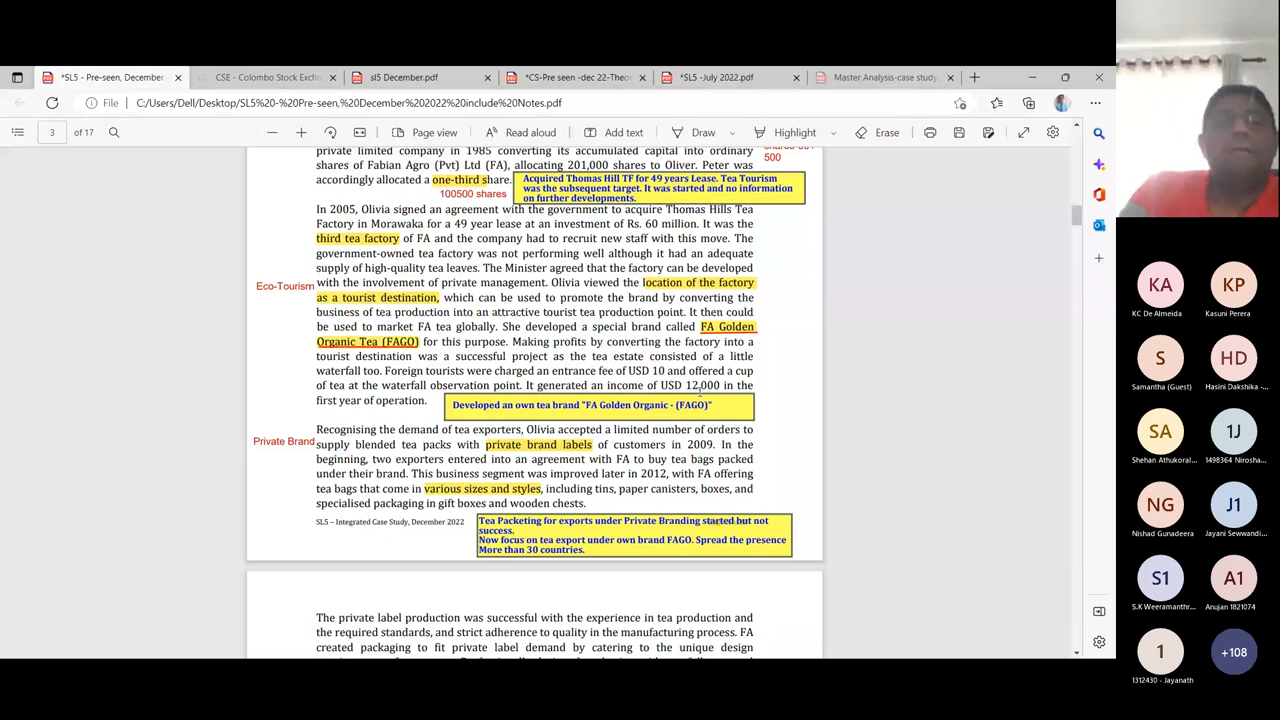 *SL5 - Pre-seen, December
CSE - Colombo Stock Excha
sl5 December.pdf
*CS-Pre seen -dec 22-Theor
*SL5 -July 2022.pdf
Master Analysis-case study
File
C:/Users/Dell/Desktop/SL5%20-%20Pre-seen,%20December%202022%20include%20Notes.pdf
3 of 17
Page view
Read aloud
Add text
Draw
Highlight
Erase
private limited company in 1985 converting its accumulated capital into ordinary
shares of Fabian Agro (Pvt) Ltd (FA), allocating 201,000 shares to Oliver. Peter was
accordingly allocated a one-third share.
500
100500 shares
Acquired Thomas Hill TF for 49 years Lease. Tea Tourism
was the subsequent target. It was started and no information
on further developments.
In 2005, Olivia signed an agreement with the government to acquire Thomas Hills Tea
Factory in Morawaka for a 49 year lease at an investment of Rs. 60 million. It was the
third tea factory of FA and the company had to recruit new staff with this move. The
government-owned tea factory was not performing well although it had an adequate
supply of high-quality tea leaves. The Minister agreed that the factory can be developed
with the involvement of private management. Olivia viewed the location of the factory
Eco-Tourism
as a tourist destination, which can be used to promote the brand by converting the
business of tea production into an attractive tourist tea production point. It then could
be used to market FA tea globally. She developed a special brand called FA Golden
Organic Tea (FAGO) for this purpose. Making profits by converting the factory into a
tourist destination was a successful project as the tea estate consisted of a little
waterfall too. Foreign tourists were charged an entrance fee of USD 10 and offered a cup
of tea at the waterfall observation point. It generated an income of USD 12,000 in the
first year of operation.
Developed an own tea brand "FA Golden Organic - (FAGO)"
Recognising the demand of tea exporters, Olivia accepted a limited number of orders to
Private Brand
supply blended tea packs with private brand labels of customers in 2009. In the
beginning, two exporters entered into an agreement with FA to buy tea bags packed
under their brand. This business segment was improved later in 2012, with FA offering
tea bags that come in various sizes and styles, including tins, paper canisters, boxes, and
specialised packaging in gift boxes and wooden chests.
SL5 – Integrated Case Study, December 2022
Tea Packeting for exports under Private Branding started but not
success.
Now focus on tea export under own brand FAGO. Spread the presence
More than 30 countries.
The private label production was successful with the experience in tea production and
the required standards, and strict adherence to quality in the manufacturing process. FA
created packaging to fit private label demand by catering to the unique design
KA
KC De Almeida
KP
Kasuni Perera
S
Samantha (Guest)
HD
Hasini Dakshika -...
SA
Shehan Athukoral...
1J
1498364 Nirosha...
NG
Nishad Gunadeera
J1
Jayani Sewwandi...
S1
S.K Weeramanthr...
A1
Anujan 1821074
1
1312430 - Jayanath
+108